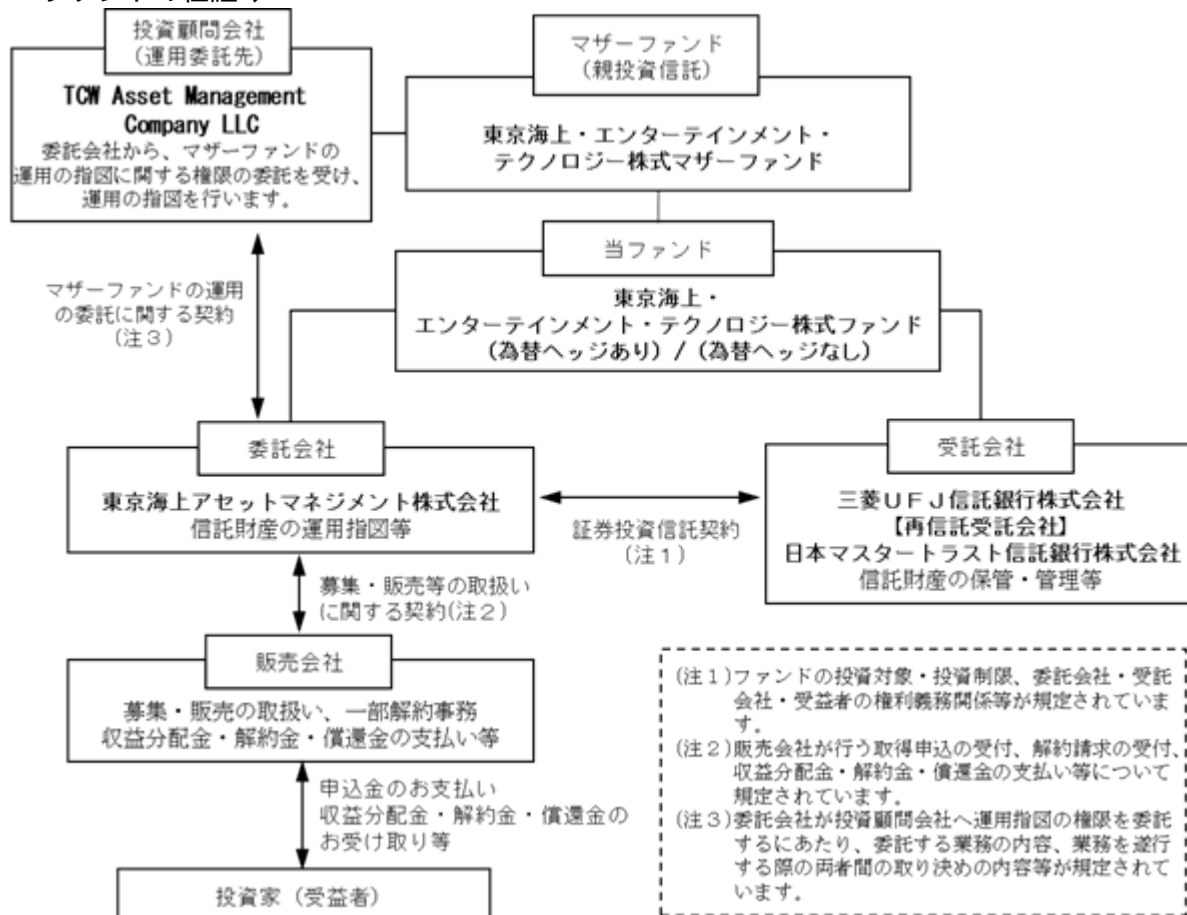 投資顧問会社
(運用委託先)
TCW Asset Management
Company LLC
委託会社から、マザーファンドの
運用の指図に関する権限の委託を受け、
運用の指図を行います。
マザーファンド
(親投資信託)
東京海上・エンターテインメント・
テクノロジー株式マザーファンド
当ファンド
東京海上・
エンターテインメント・テクノロジー株式ファンド
(為替ヘッジあり) / (為替ヘッジなし)
マザーファンドの運用
の委託に関する契約
(注3)
委託会社
東京海上アセットマネジメント株式会社
信託財産の運用指図等
証券投資信託契約
(注1)
受託会社
三菱UFJ信託銀行株式会社
【再信託受託会社】
日本マスタートラスト信託銀行株式会社
信託財産の保管・管理等
募集・販売等の取扱い
に関する契約(注2)
販売会社
募集・販売の取扱い、一部解約事務
収益分配金・解約金・償還金の支払い等
申込金のお支払い
収益分配金・解約金・償還金の
お受け取り等
投資家(受益者)
(注1)ファンドの投資対象・投資制限、委託会社・受託
会社・受益者の権利義務関係等が規定されていま
す。
(注2)販売会社が行う取得申込の受付、解約請求の受付、
収益分配金・解約金・償還金の支払い等について
規定されています。
(注3)委託会社が投資顧問会社へ運用指図の権限を委託
するにあたり、委託する業務の内容、業務を遂行
する際の両者間の取り決めの内容等が規定されて
います。